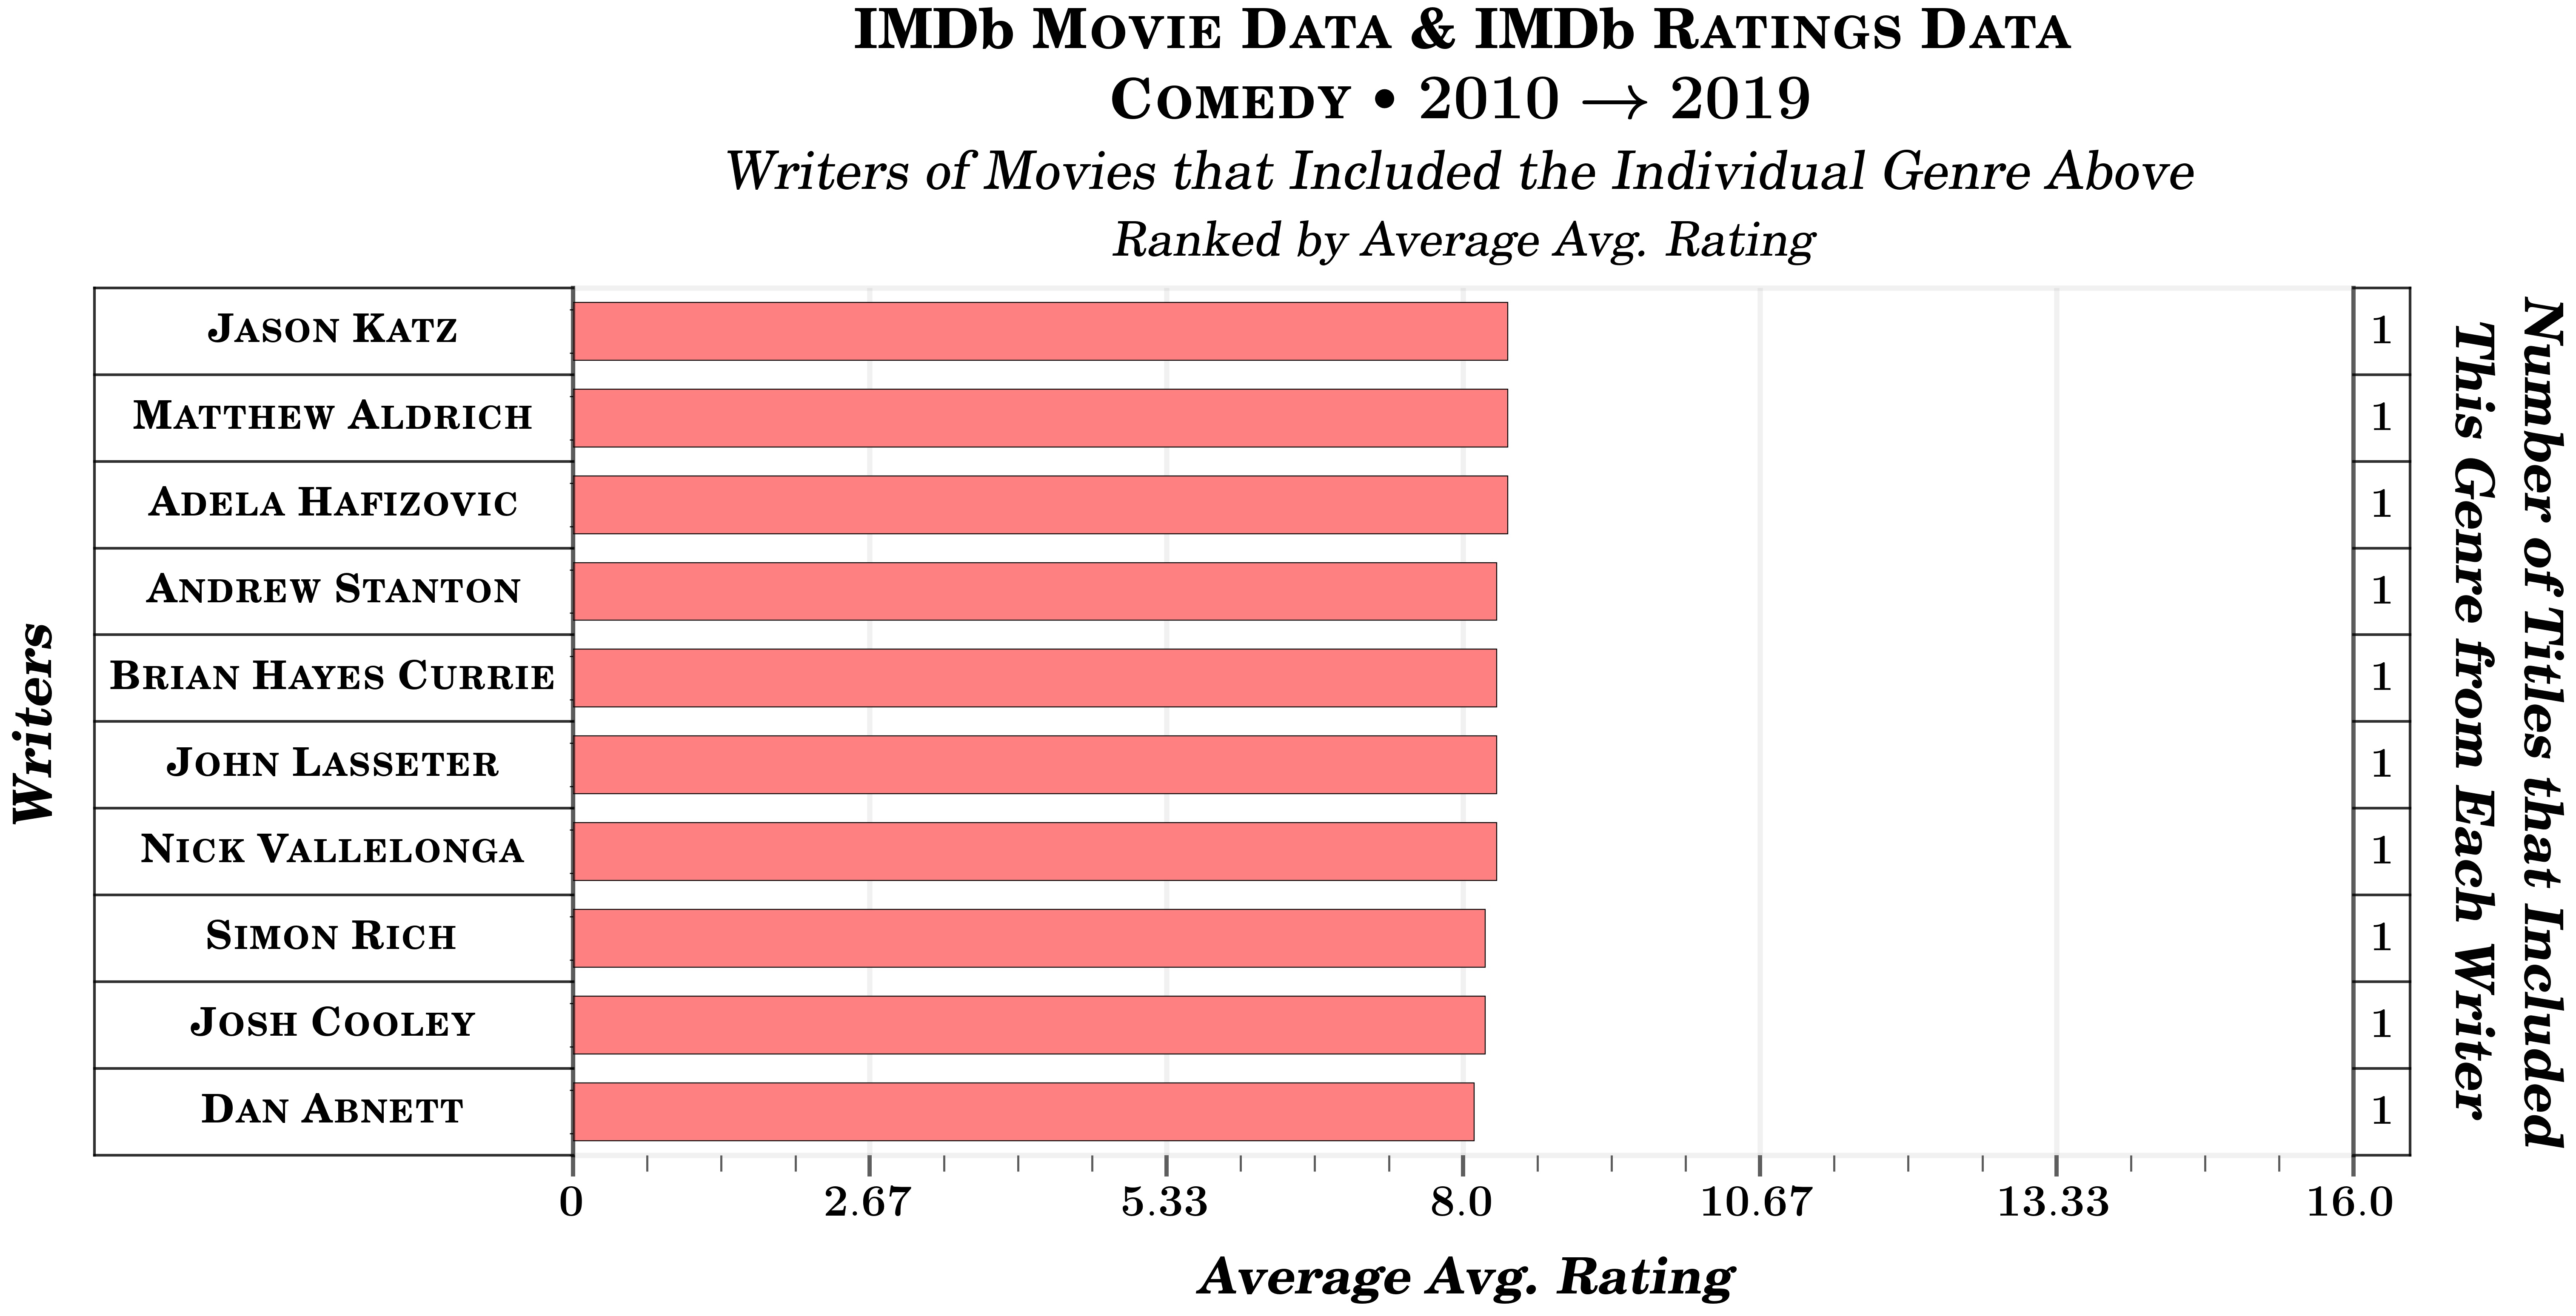 IMDb Movie Data & IMDb Ratings Data
Comedy • 2010 → 2019
Writers of Movies that Included the Individual Genre Above
Ranked by Average Avg. Rating
Writers
Jason Katz
Matthew Aldrich
Adela Hafizovic
Andrew Stanton
Brian Hayes Currie
John Lasseter
Nick Vallelonga
Simon Rich
Josh Cooley
Dan Abnett
1
1
1
1
1
1
1
1
1
1
Number of Titles that Included
This Genre from Each Writer
0 2.67 5.33 8.0 10.67 13.33 16.0
Average Avg. Rating